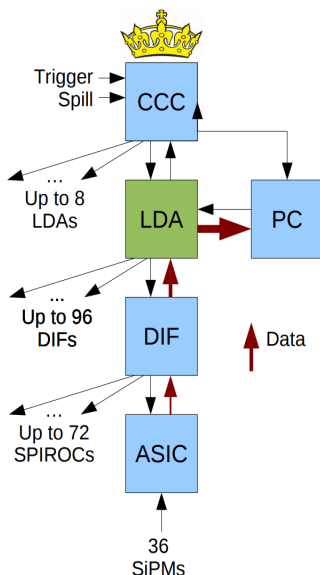 Trigger
Spill
CCC
...
Up to 8
LDAs
LDA
PC
...
Up to 96
DIFs
DIF
Data
...
Up to 72
SPIROCs
ASIC
36
SiPMs